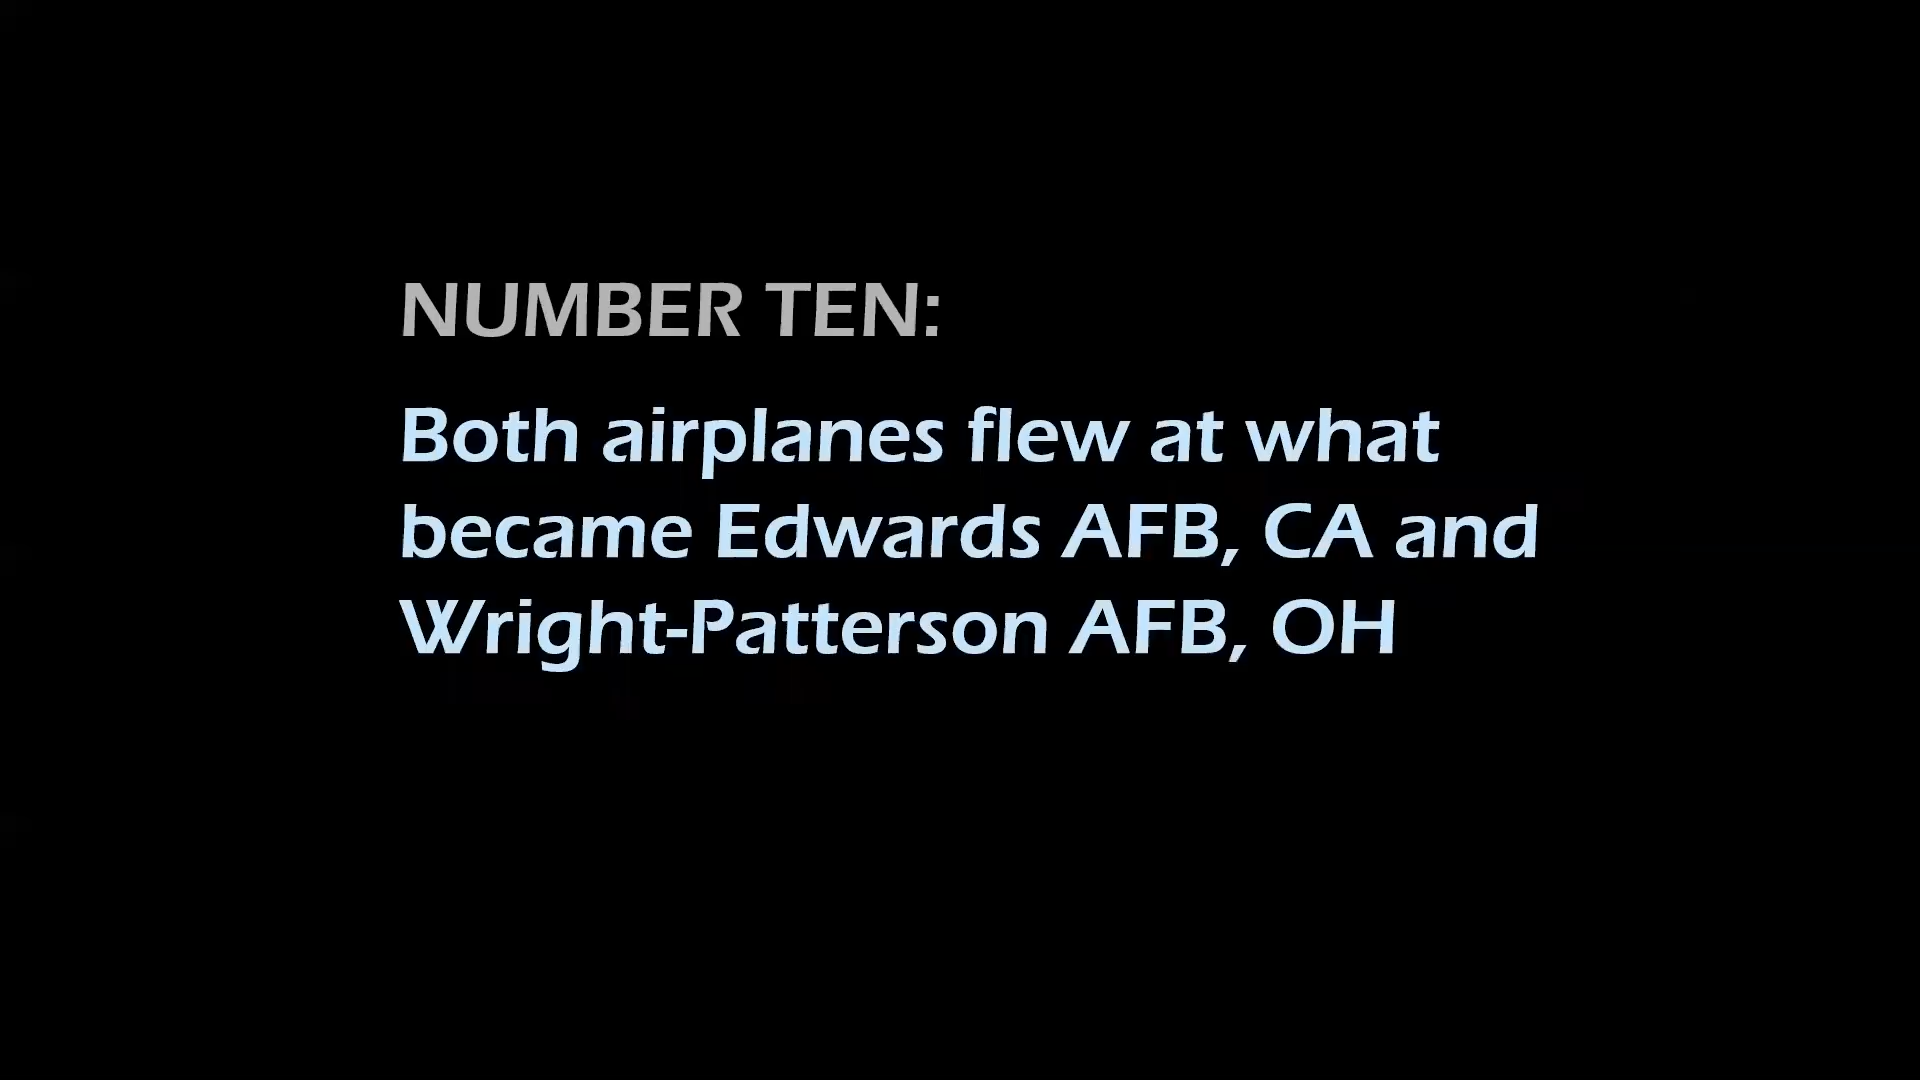 NUMBER TEN:
Both airplanes flew at what
became Edwards AFB, CA and
Wright-Patterson AFB, OH